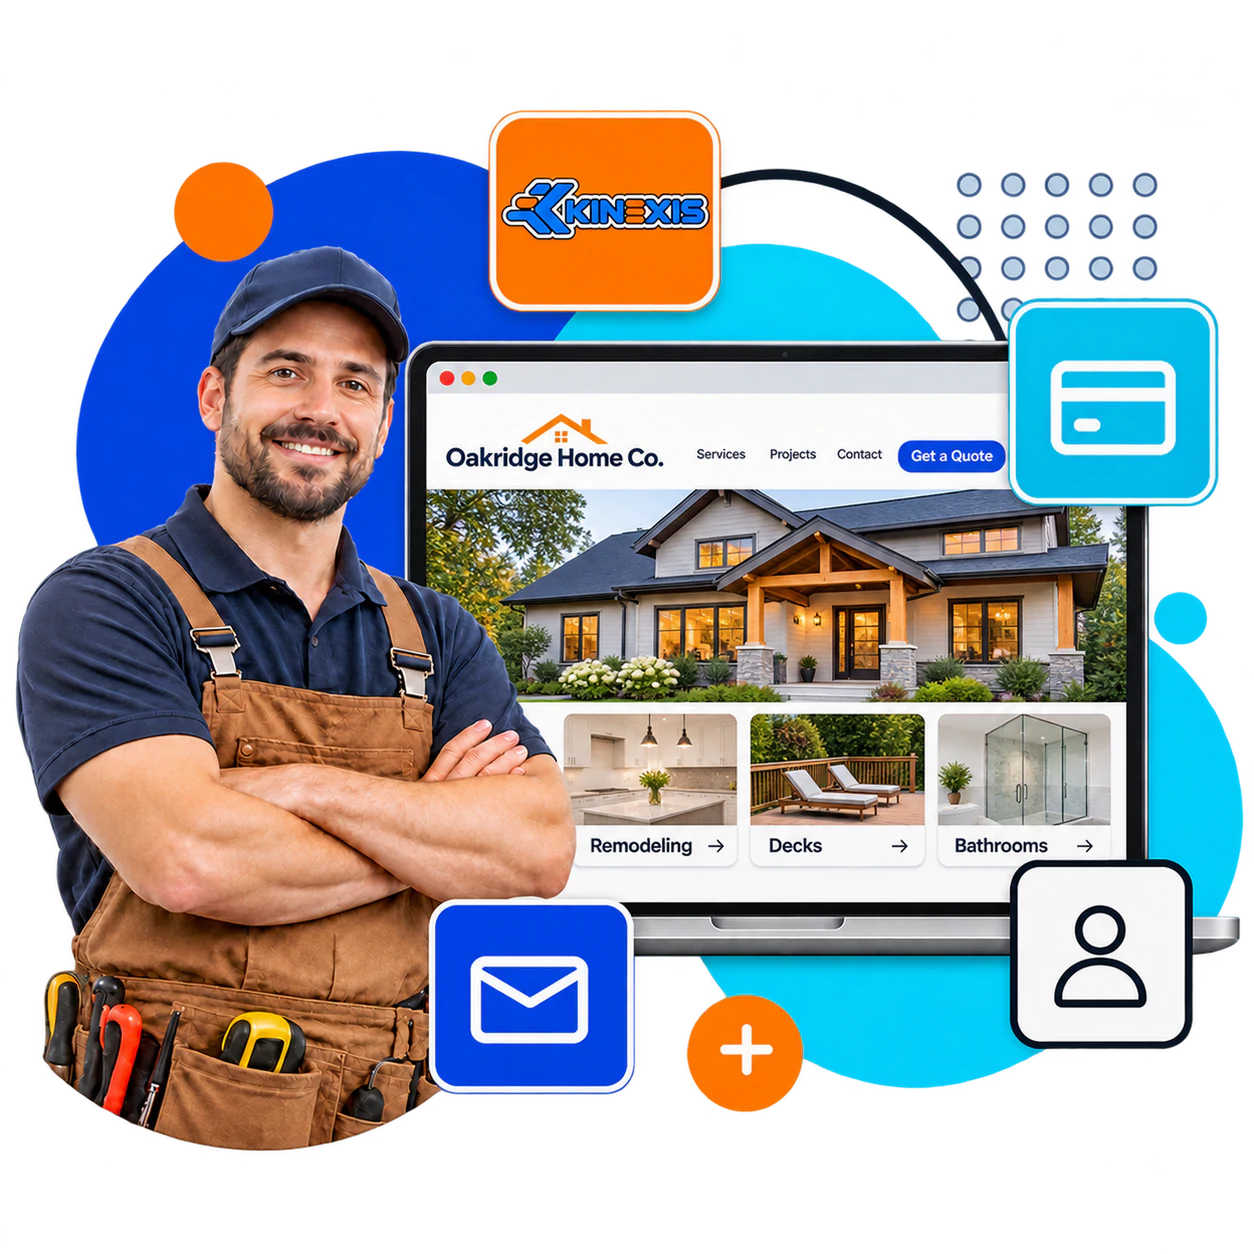 KINEXIS
Oakridge Home Co.
Services
Projects
Contact
Get a Quote
Remodeling
Decks
Bathrooms